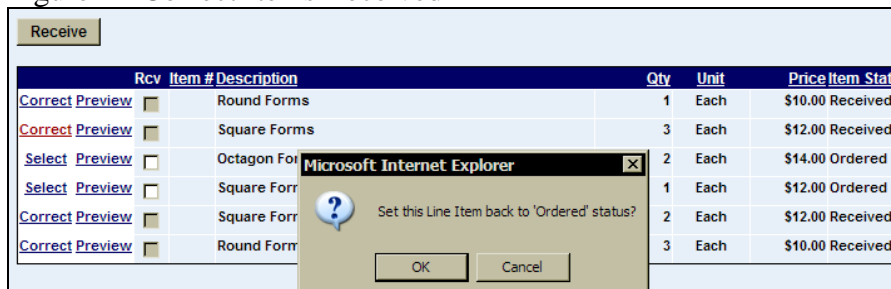 Receive
Rcv Item # Description Qty Unit Price Item Stat
Correct Preview Round Forms 1 Each $10.00 Received
Correct Preview Square Forms 3 Each $12.00 Received
Select Preview Octagon For 2 Each $14.00 Ordered
Microsoft Internet Explorer
Select Preview Square Forr 1 Each $12.00 Ordered
Set this Line Item back to 'Ordered' status?
Correct Preview Square Forr 2 Each $12.00 Received
Correct Preview Round Form 3 Each $10.00 Received
OK Cancel